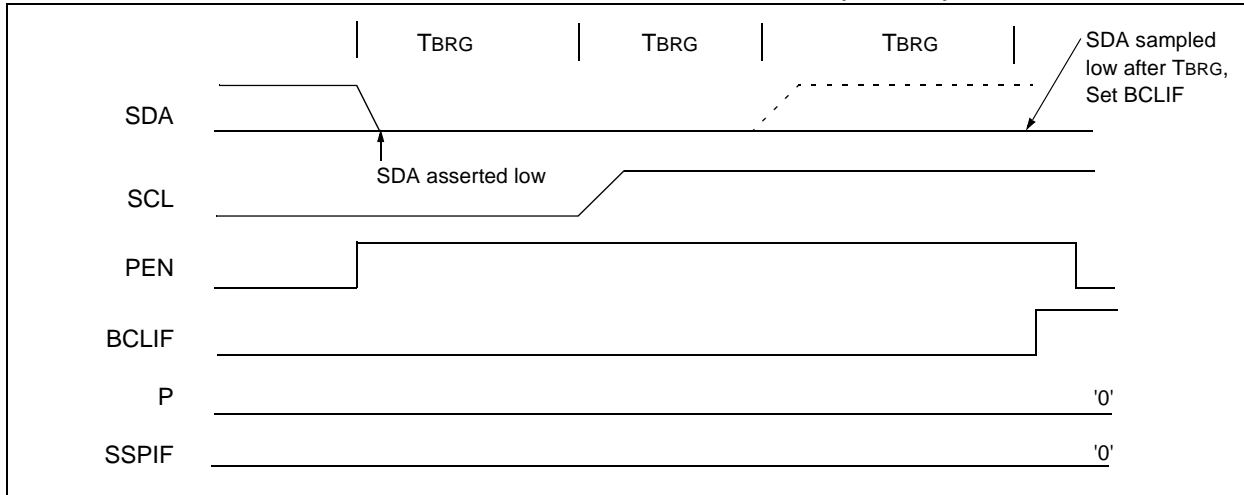 TBRG TBRG TBRG
SDA sampled
low after TBRG,
Set BCLIF
SDA
SDA asserted low
SCL
PEN
BCLIF
P '0'
SSPIF '0'